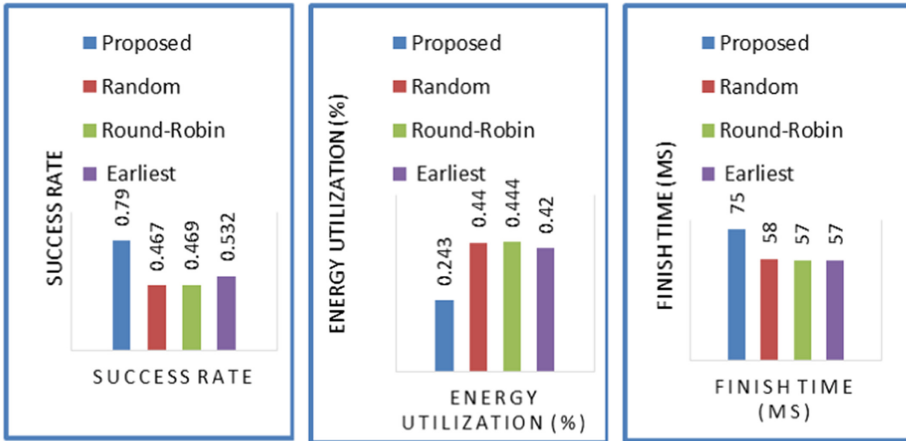 Proposed
Random
Round-Robin
Earliest
SUCCESS RATE
0.79
0.467
0.469
0.532
SUCCESS RATE
Proposed
Random
Round-Robin
Earliest
ENERGY UTILIZATION (%)
0.243
0.44
0.444
0.42
ENERGY
UTILIZATION (%)
Proposed
Random
Round-Robin
Earliest
FINISH TIME (MS)
75
58
57
57
FINISH TIME
(MS)